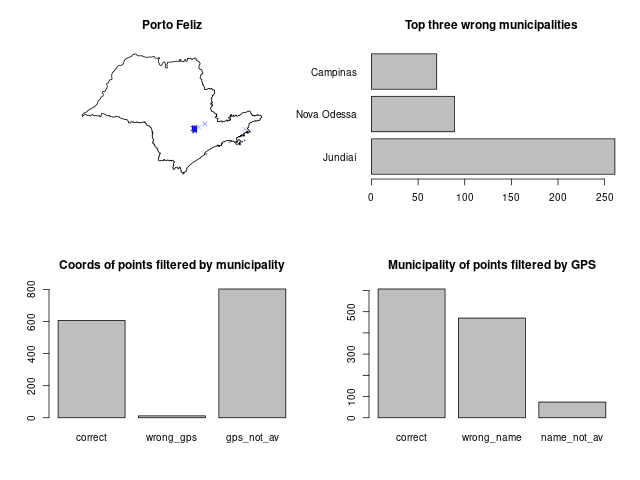 Porto Feliz
Top three wrong municipalities
Campinas
Nova Odessa
Jundiaí
0 50 100 150 200 250
Coords of points filtered by municipality
800
600
400
200
0
correct wrong_gps gps_not_av
Municipality of points filtered by GPS
500
300
100
0
correct wrong_name name_not_av